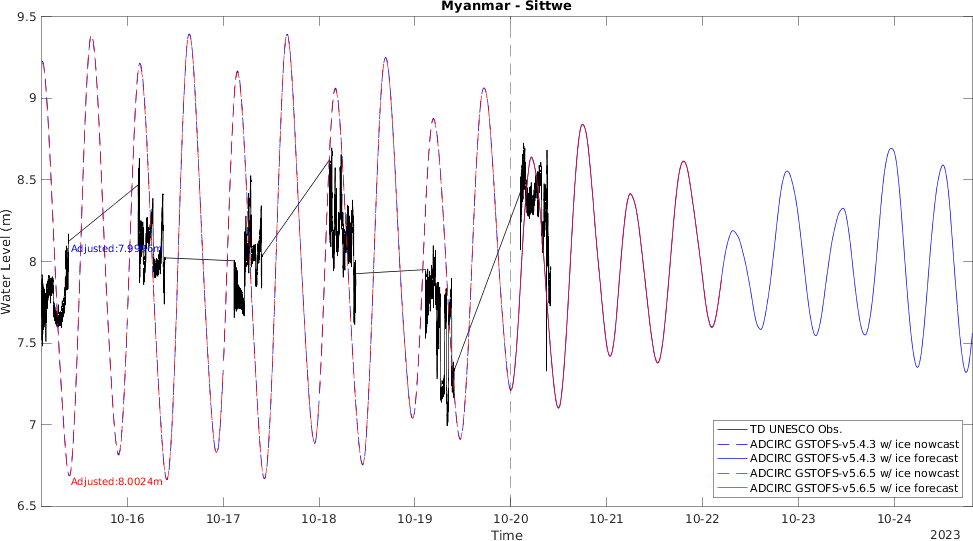 Myanmar - Sittwe
9.5
9
8.5
8
7.5
7
6.5
Water Level (m)
Adjusted:7.9996m
Adjusted:8.0024m
TD UNESCO Obs.
ADCIRC GSTOFS-v5.4.3 w/ ice nowcast
ADCIRC GSTOFS-v5.4.3 w/ ice forecast
ADCIRC GSTOFS-v5.6.5 w/ ice nowcast
ADCIRC GSTOFS-v5.6.5 w/ ice forecast
10-16
10-17
10-18
10-19
10-20
10-21
10-22
10-23
10-24
Time
2023